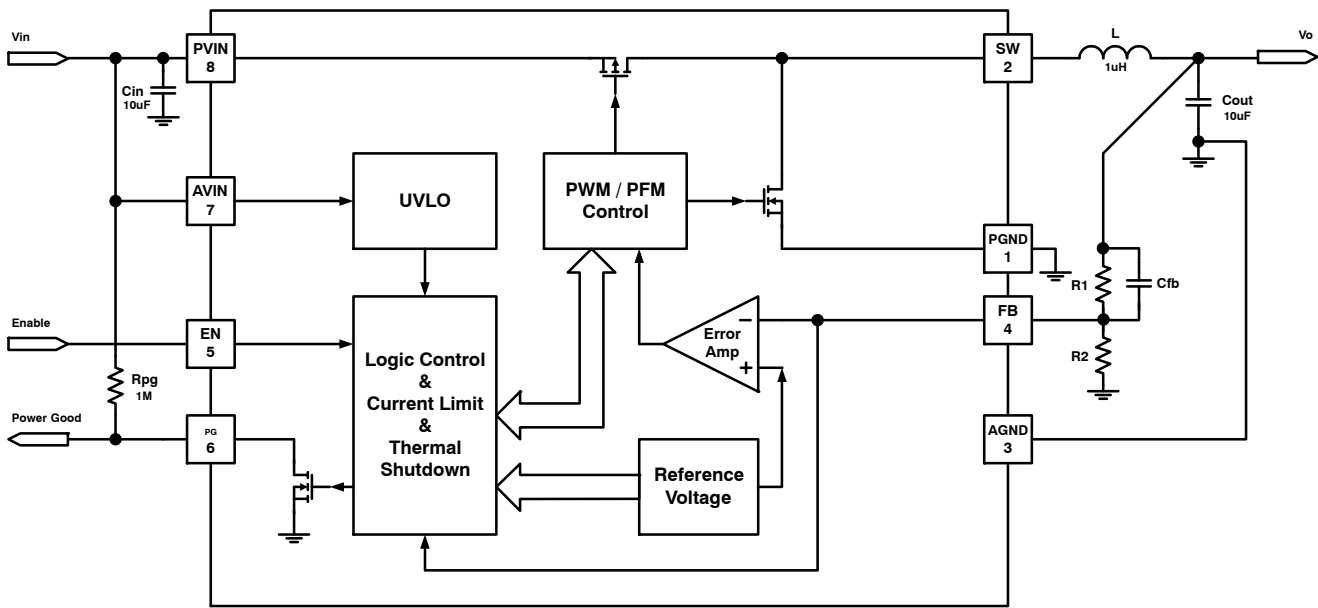 Vin
PVIN
8
Cin
10uF
SW
2
L
1uH
Vo
Cout
10uF
AVIN
7
UVLO
PWM / PFM
Control
PGND
1
R1
Cfb
Enable
EN
5
Logic Control
&
Current Limit
&
Thermal
Shutdown
Error
Amp
−
+
FB
4
R2
Rpg
1M
Power Good
PG
6
Reference
Voltage
AGND
3